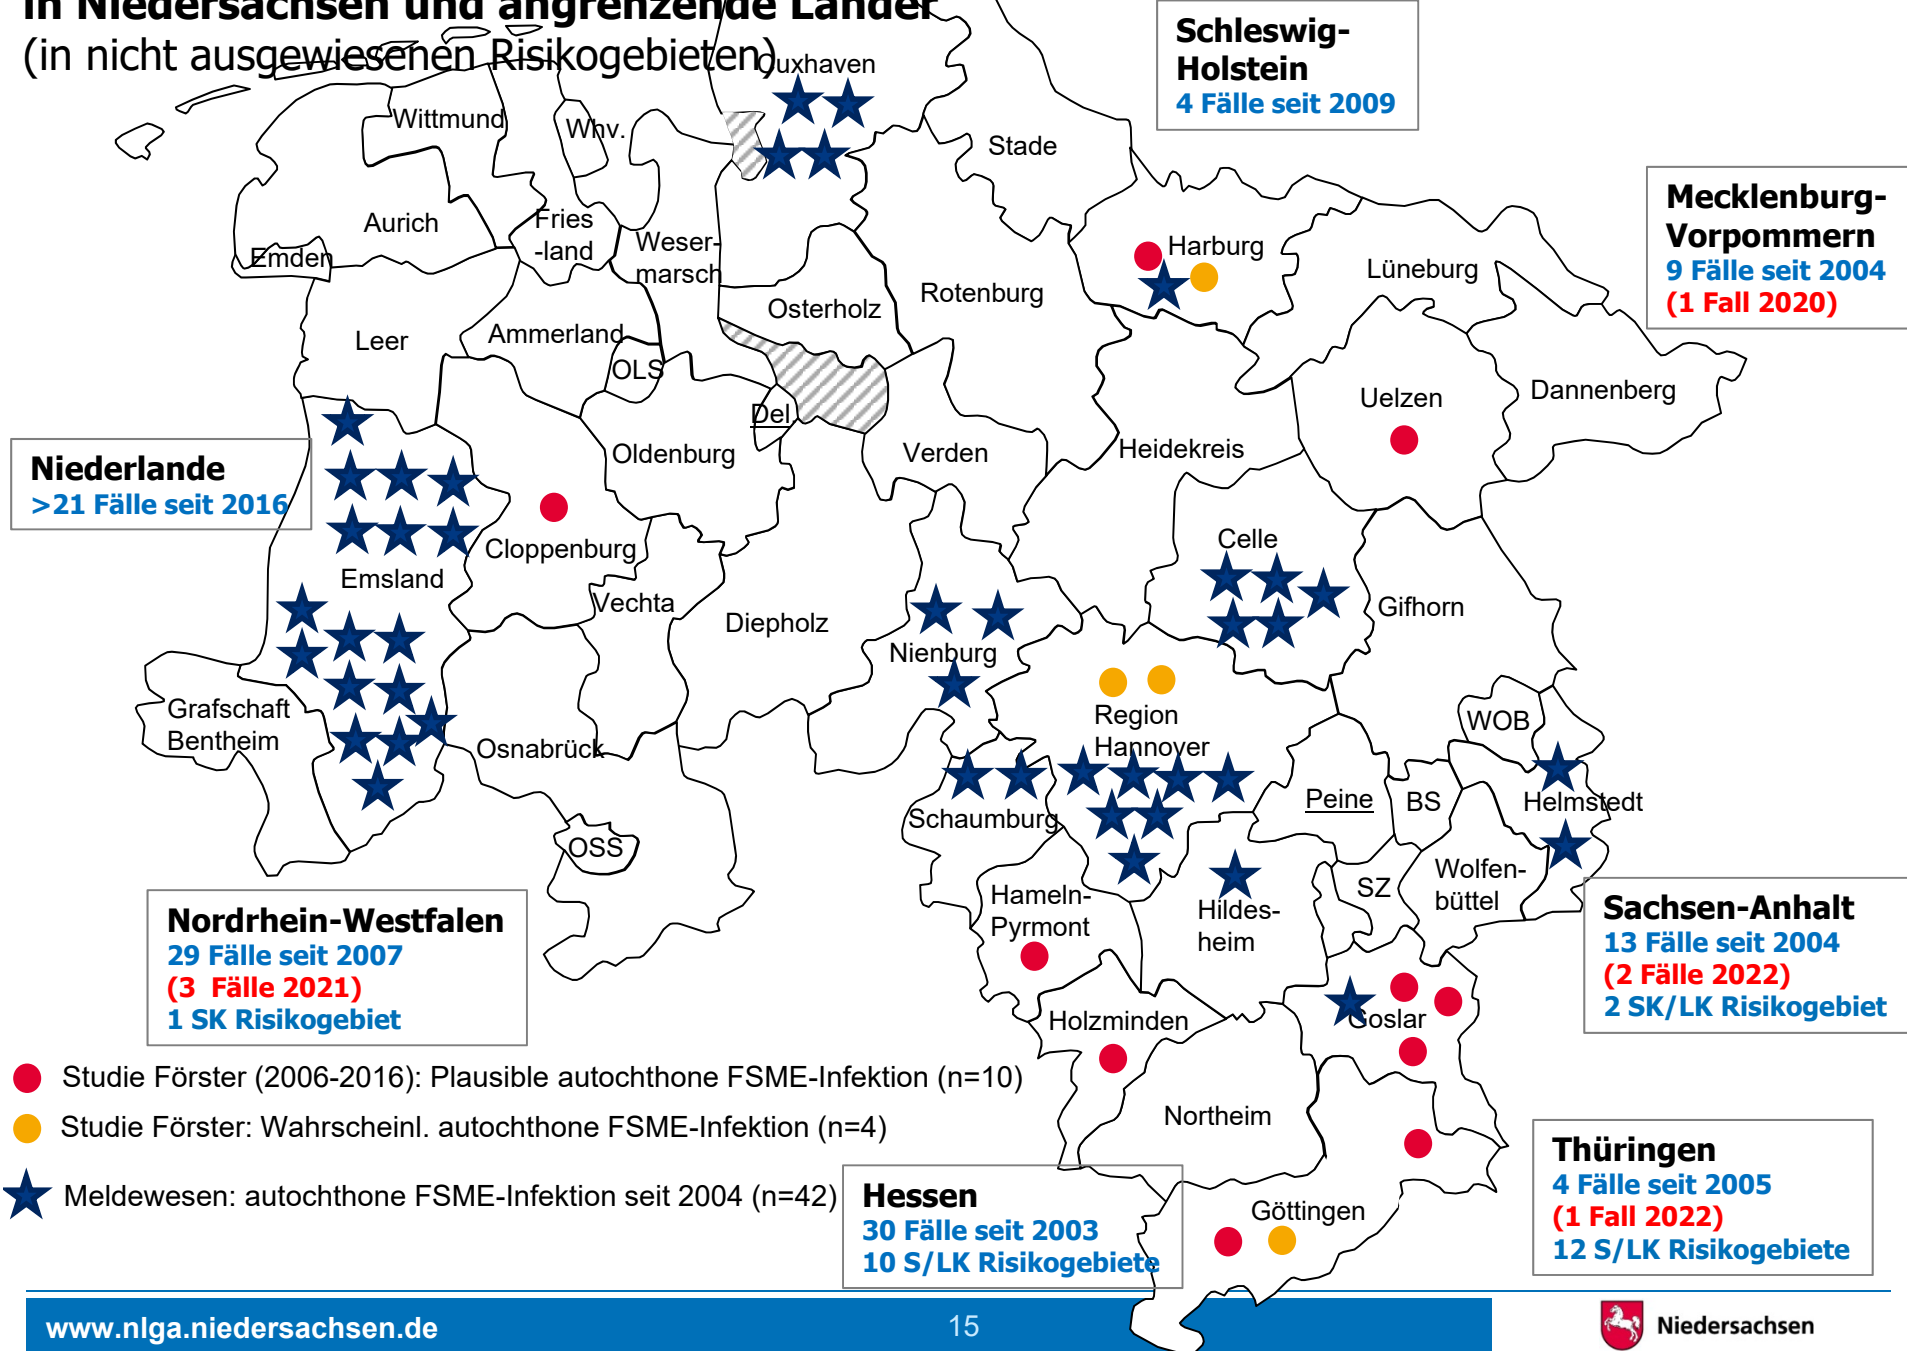 in Niedersachsen und angrenzende Länder
(in nicht ausgewiesenen Risikogebieten)
Cuxhaven
Schleswig-
Holstein
4 Fälle seit 2009
Wittmund
Whv.
Stade
Mecklenburg-
Vorpommern
9 Fälle seit 2004
(1 Fall 2020)
Aurich
Fries
-land
Weser-
marsch
Emden
Harburg
Lüneburg
Osterholz
Rotenburg
Leer
Ammerland
OLS
Del.
Uelzen
Dannenberg
Niederlande
>21 Fälle seit 2016
Oldenburg
Verden
Heidekreis
Cloppenburg
Celle
Emsland
Vechta
Diepholz
Gifhorn
Nienburg
Grafschaft
Bentheim
Osnabrück
Region
Hannover
WOB
Schaumburg
Peine
BS
Helmstedt
OSS
Hameln-
Pyrmont
Hildes-
heim
SZ
Wolfen-
büttel
Nordrhein-Westfalen
29 Fälle seit 2007
(3 Fälle 2021)
1 SK Risikogebiet
Sachsen-Anhalt
13 Fälle seit 2004
(2 Fälle 2022)
2 SK/LK Risikogebiet
Holzminden
Goslar
Studie Förster (2006-2016): Plausible autochthone FSME-Infektion (n=10)
Studie Förster: Wahrscheinl. autochthone FSME-Infektion (n=4)
Meldewesen: autochthone FSME-Infektion seit 2004 (n=42)
Northeim
Göttingen
Hessen
30 Fälle seit 2003
10 S/LK Risikogebiete
Thüringen
4 Fälle seit 2005
(1 Fall 2022)
12 S/LK Risikogebiete
www.nlga.niedersachsen.de
15
Niedersachsen